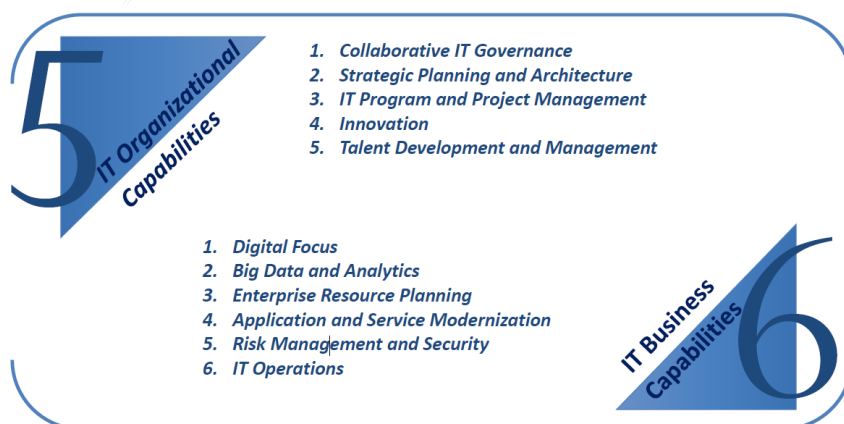 5
IT Organizational
Capabilities
1. Collaborative IT Governance
2. Strategic Planning and Architecture
3. IT Program and Project Management
4. Innovation
5. Talent Development and Management
1. Digital Focus
2. Big Data and Analytics
3. Enterprise Resource Planning
4. Application and Service Modernization
5. Risk Management and Security
6. IT Operations
6
IT Business
Capabilities